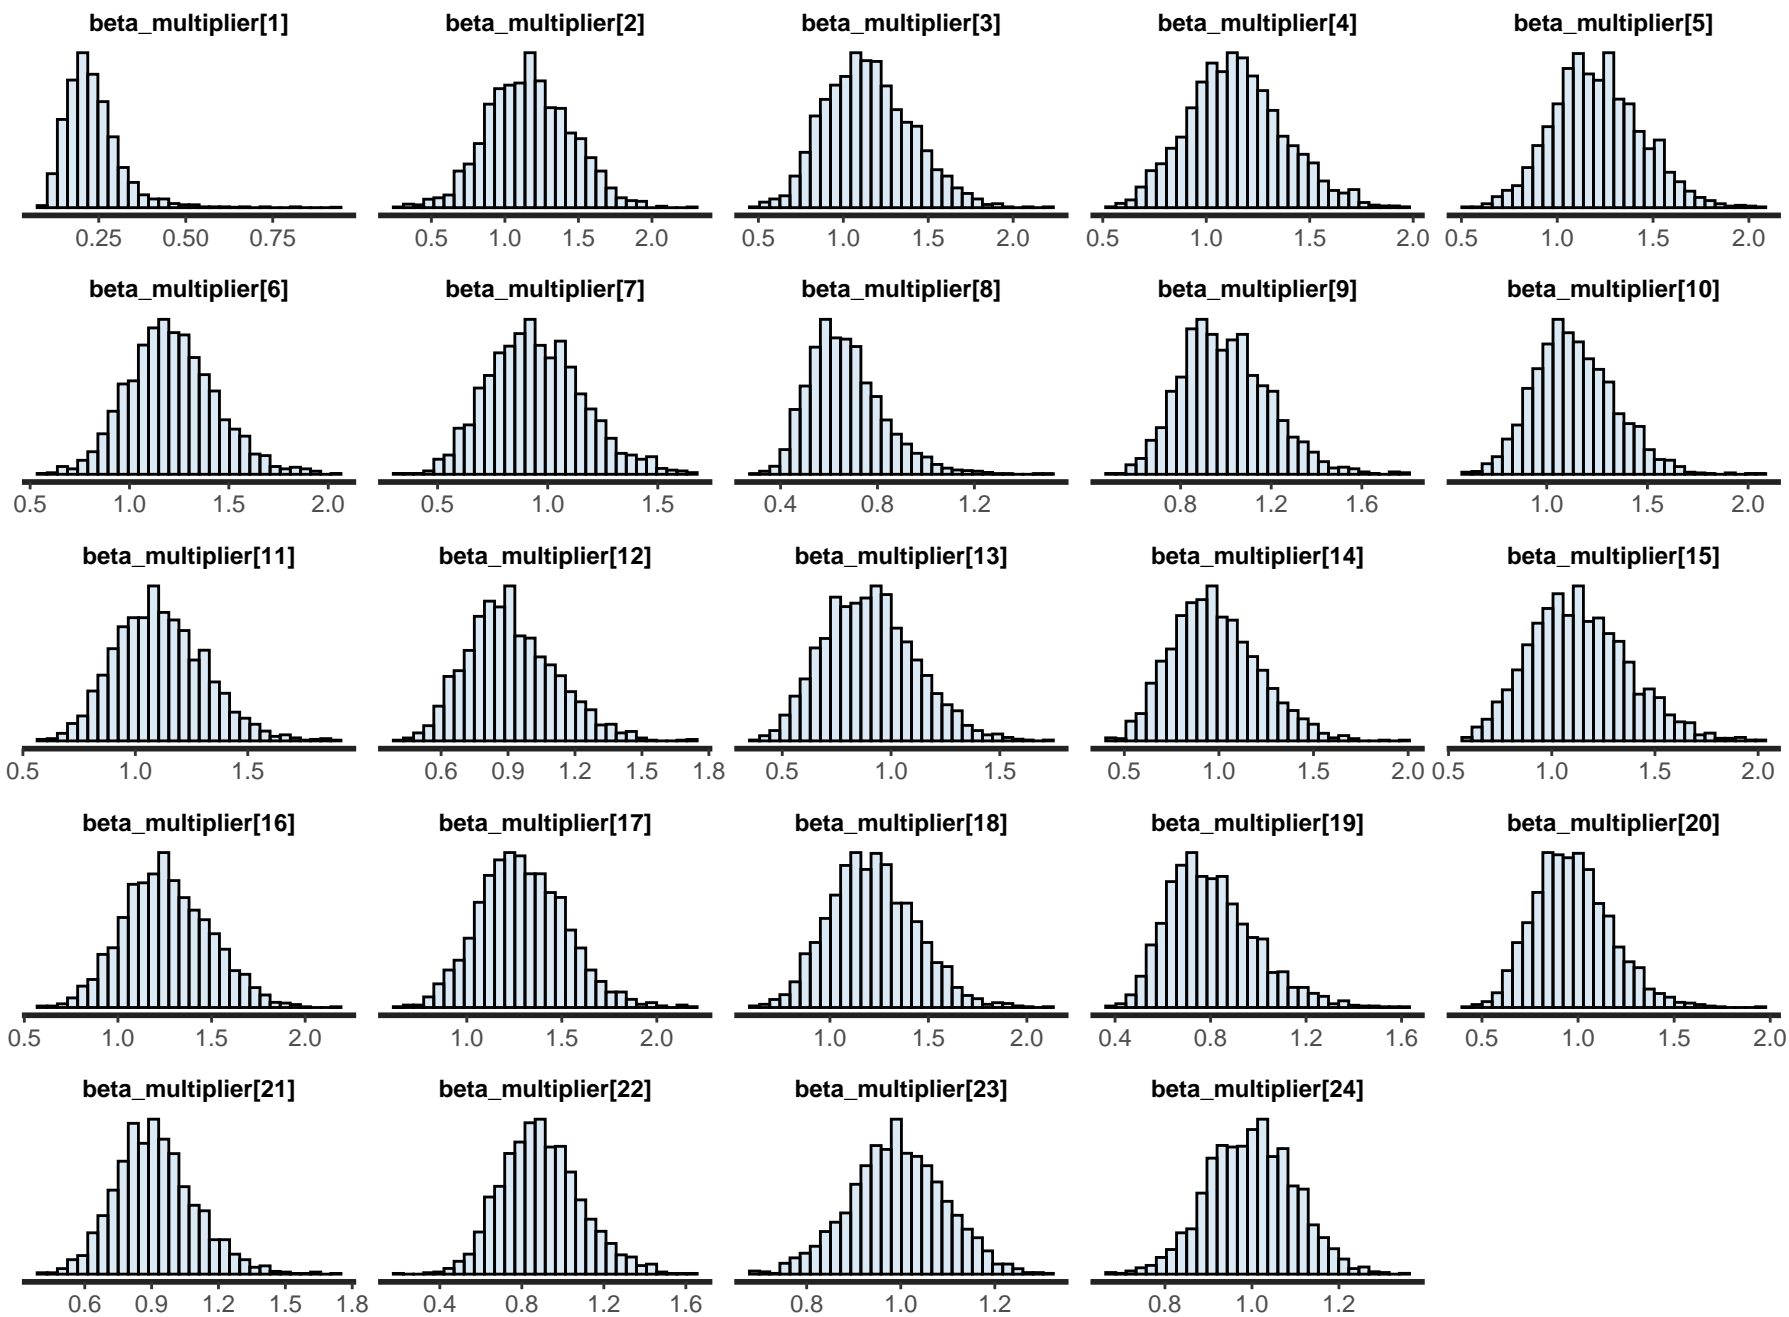 beta_multiplier[1] beta_multiplier[2] beta_multiplier[3] beta_multiplier[4] beta_multiplier[5]
0.25 0.50 0.75 0.5 1.0 1.5 2.0 0.5 1.0 1.5 2.0 0.5 1.0 1.5 2.0 0.5 1.0 1.5 2.0
beta_multiplier[6] beta_multiplier[7] beta_multiplier[8] beta_multiplier[9] beta_multiplier[10]
0.5 1.0 1.5 2.0 0.5 1.0 1.5 0.4 0.8 1.2 0.8 1.2 1.6 1.0 1.5 2.0
beta_multiplier[11] beta_multiplier[12] beta_multiplier[13] beta_multiplier[14] beta_multiplier[15]
0.5 1.0 1.5 0.6 0.9 1.2 1.5 1.8 0.5 1.0 1.5 0.5 1.0 1.5 2.0 0.5 1.0 1.5 2.0
beta_multiplier[16] beta_multiplier[17] beta_multiplier[18] beta_multiplier[19] beta_multiplier[20]
0.5 1.0 1.5 2.0 1.0 1.5 2.0 1.0 1.5 2.0 0.4 0.8 1.2 1.6 0.5 1.0 1.5 2.0
beta_multiplier[21] beta_multiplier[22] beta_multiplier[23] beta_multiplier[24]
0.6 0.9 1.2 1.5 1.8 0.4 0.8 1.2 1.6 0.8 1.0 1.2 0.8 1.0 1.2